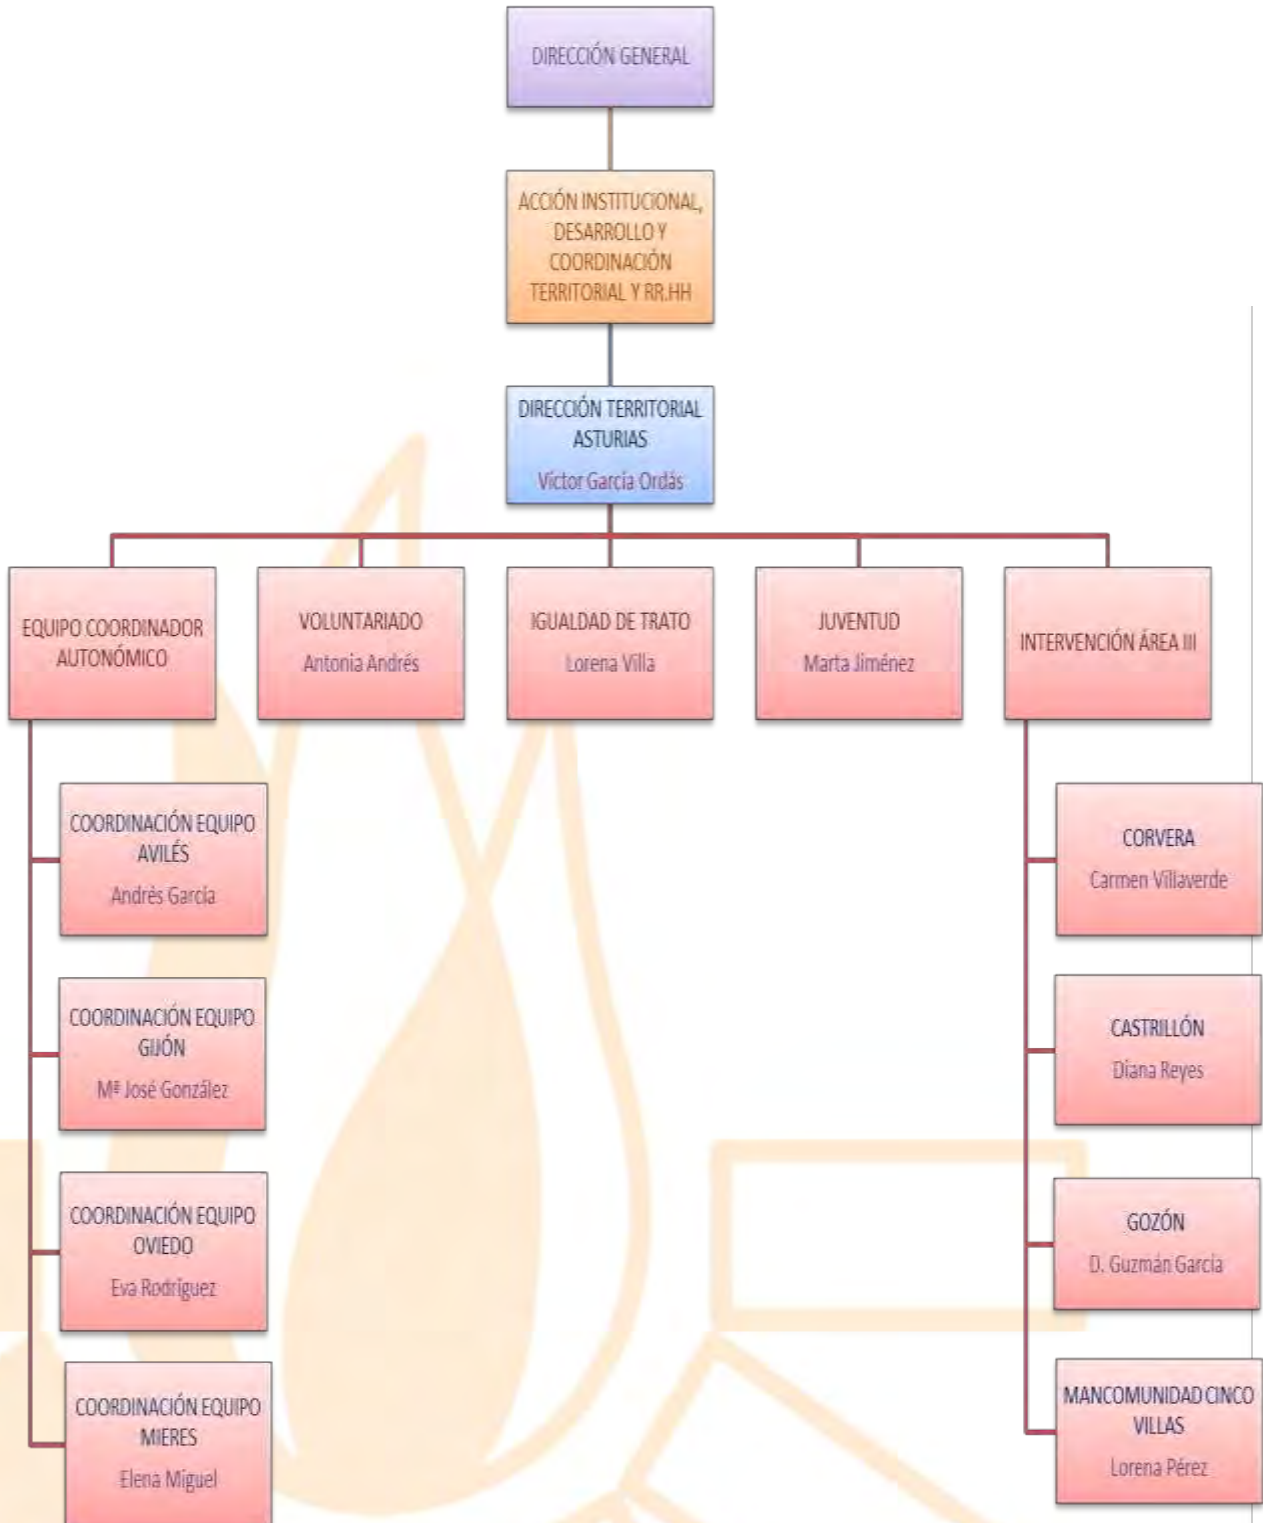 DIRECCIÓN GENERAL
ACCIÓN INSTITUCIONAL,
DESARROLLO Y
COORDINACIÓN
TERRITORIAL Y RR.HH
DIRECCIÓN TERRITORIAL
ASTURIAS
Víctor García Ordás
EQUIPO COORDINADOR
AUTONÓMICO
VOLUNTARIADO
Antonia Andrés
IGUALDAD DE TRATO
Lorena Villa
JUVENTUD
Marta Jiménez
INTERVENCIÓN ÁREA III
COORDINACIÓN EQUIPO
AVILÉS
Andrés García
COORDINACIÓN EQUIPO
GIJÓN
Mª José González
COORDINACIÓN EQUIPO
OVIEDO
Eva Rodríguez
COORDINACIÓN EQUIPO
MIERES
Elena Miguel
CORVERA
Carmen Villaverde
CASTRILLÓN
Diana Reyes
GOZÓN
D. Guzmán García
MANCOMUNIDAD CINCO
VILLAS
Lorena Pérez